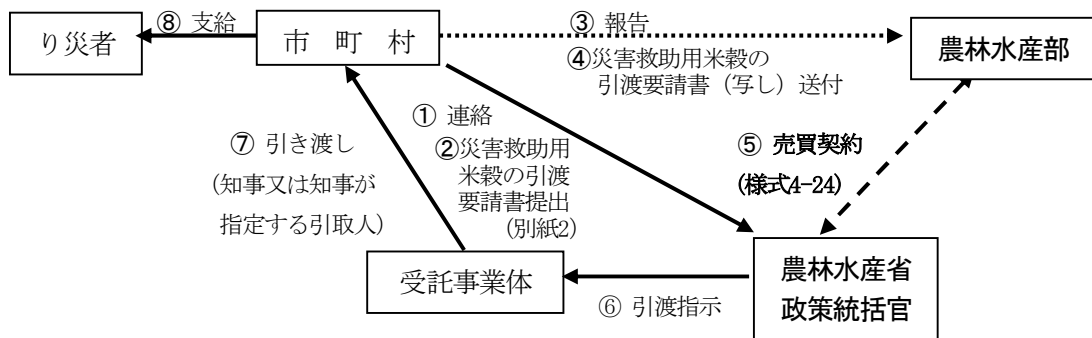 ⑧ 支給
り災者
市　町　村
③ 報告
農林水産部
④災害救助用米穀の
引渡要請書（写し）送付
① 連絡
②災害救助用
米穀の引渡
要請書提出
(別紙2)
⑦ 引き渡し
(知事又は知事が
指定する引取人)
⑤ 売買契約
(様式4-24)
受託事業体
⑥ 引渡指示
農林水産省
政策統括官